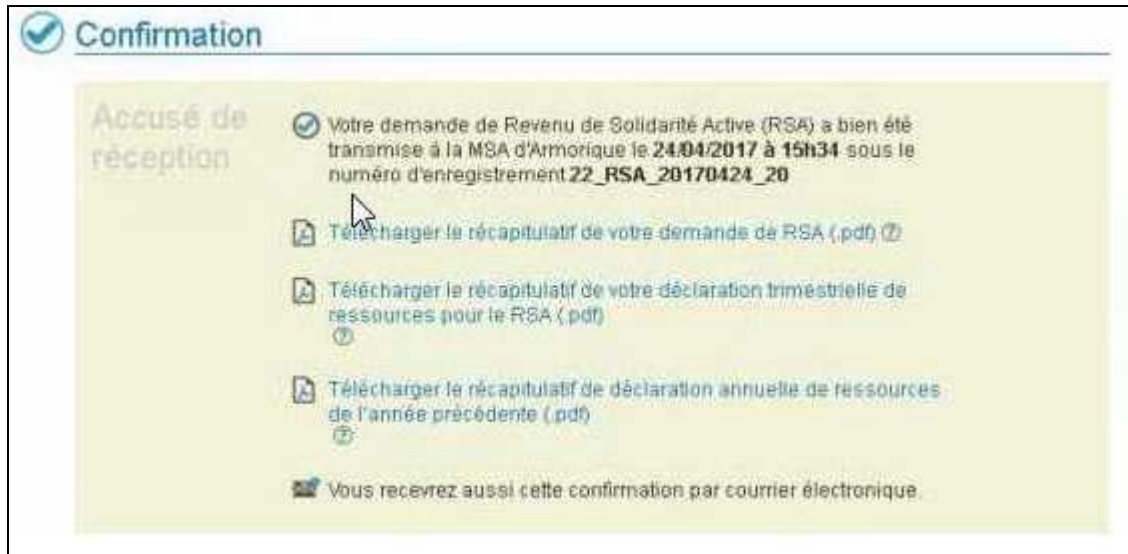 Confirmation
Accusé de
réception
Votre demande de Revenu de Solidarité Active (RSA) a bien été
transmise à la MSA d'Armorique le 24/04/2017 à 15h34 sous le
numéro d'enregistrement 22_RSA_20170424_20
Télécharger le récapitulatif de votre demande de RSA (.pdf) ?
Télécharger le récapitulatif de votre déclaration trimestrielle de
ressources pour le RSA (.pdf)
?
Télécharger le récapitulatif de déclaration annuelle de ressources
de l'année précédente (.pdf)
?
Vous recevrez aussi cette confirmation par courrier électronique.